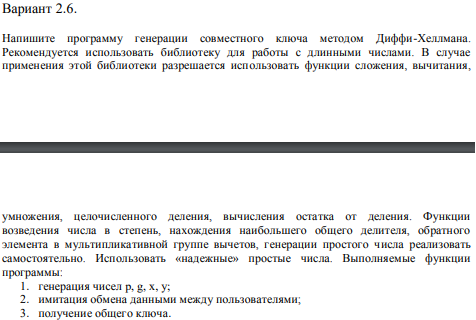 Вариант 2.6.
Напишите программу генерации совместного ключа методом Диффи-Хеллмана.
Рекомендуется использовать библиотеку для работы с длинными числами. В случае
применения этой библиотеки разрешается использовать функции сложения, вычитания,
умножения, целочисленного деления, вычисления остатка от деления. Функции
возведения числа в степень, нахождения наибольшего общего делителя, обратного
элемента в мультипликативной группе вычетов, генерации простого числа реализовать
самостоятельно. Использовать «надежные» простые числа. Выполняемые функции
программы:
1. генерация чисел p, g, x, y;
2. имитация обмена данными между пользователями;
3. получение общего ключа.